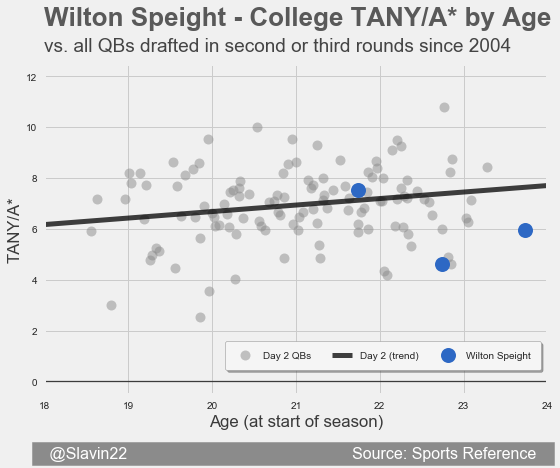 Wilton Speight - College TANY/A* by Age
vs. all QBs drafted in second or third rounds since 2004
12
10
8
6
4
2
0
TANY/A*
Day 2 QBs
Day 2 (trend)
Wilton Speight
18
19
20
21
22
23
24
Age (at start of season)
@Slavin22
Source: Sports Reference